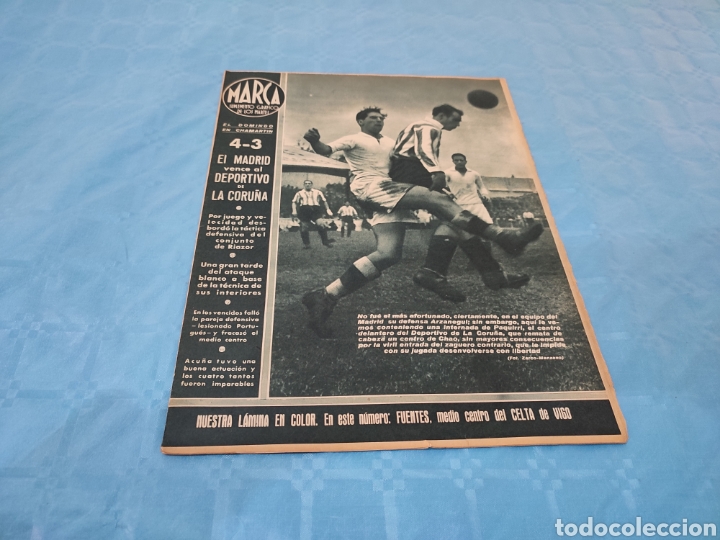 MARCA
SUPLEMENTO GRÁFICO
DE LOS MARTES
EL DOMINGO
EN CHAMARTIN
4-3
El MADRID
vence al
DEPORTIVO
DE
LA CORUÑA
Por juego y ve-
locidad des-
bordó la táctica
defensiva del
conjunto
de Riazor
Una gran tarde
del ataque
blanco a base
de la técnica de
sus interiores
En los vencidos falló
la pareja defensiva
-lesionado Portu-
gués- y fracasó el
medio centro
Acuña tuvo una
buena actuación y
los cuatro tantos
fueron imparables
No fué el más afortunado, ciertamente, en el equipo del
Madrid su defensa Arzanegui; sin embargo, aquí le ve-
mos conteniendo una internada de Paquirri, el centro
delantero del Deportivo de La Coruña, que remata de
cabeza un centro de Chao, sin mayores consecuencias
por la viril entrada del zaguero contrario, que le impide
con su jugada desenvolverse con libertad
(Fot. Zarco-Manzano)
NUESTRA LÁMINA EN COLOR. En este número: FUENTES, medio centro del CELTA de VIGO
todocoleccion